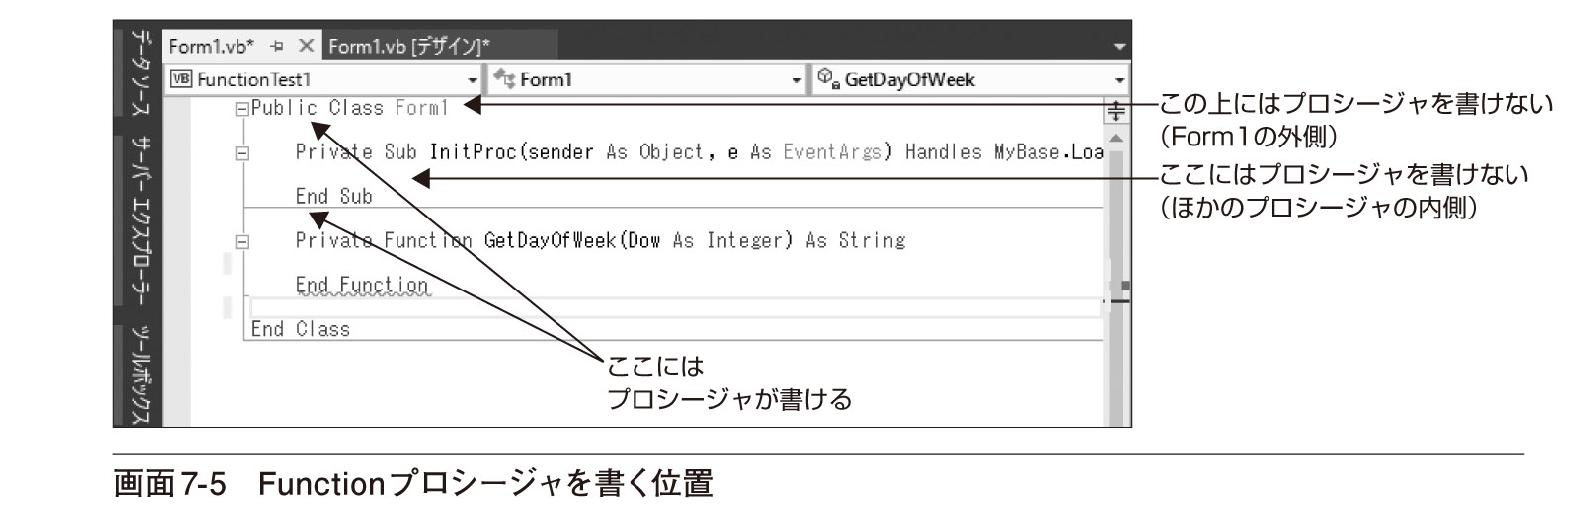 データソース サーバー エクスプローラー ツールボックス
Form1.vb* Form1.vb [デザイン]*
VB FunctionTest1 Form1 GetDayOfWeek
Public Class Form1
Private Sub InitProc(sender As Object, e As EventArgs) Handles MyBase.Loa
End Sub
Private Function GetDayOfWeek(Dow As Integer) As String
End Function
End Class
この上にはプロシージャを書けない
(Form1の外側)
ここにはプロシージャを書けない
(ほかのプロシージャの内側)
ここには
プロシージャが書ける
画面7-5 Functionプロシージャを書く位置